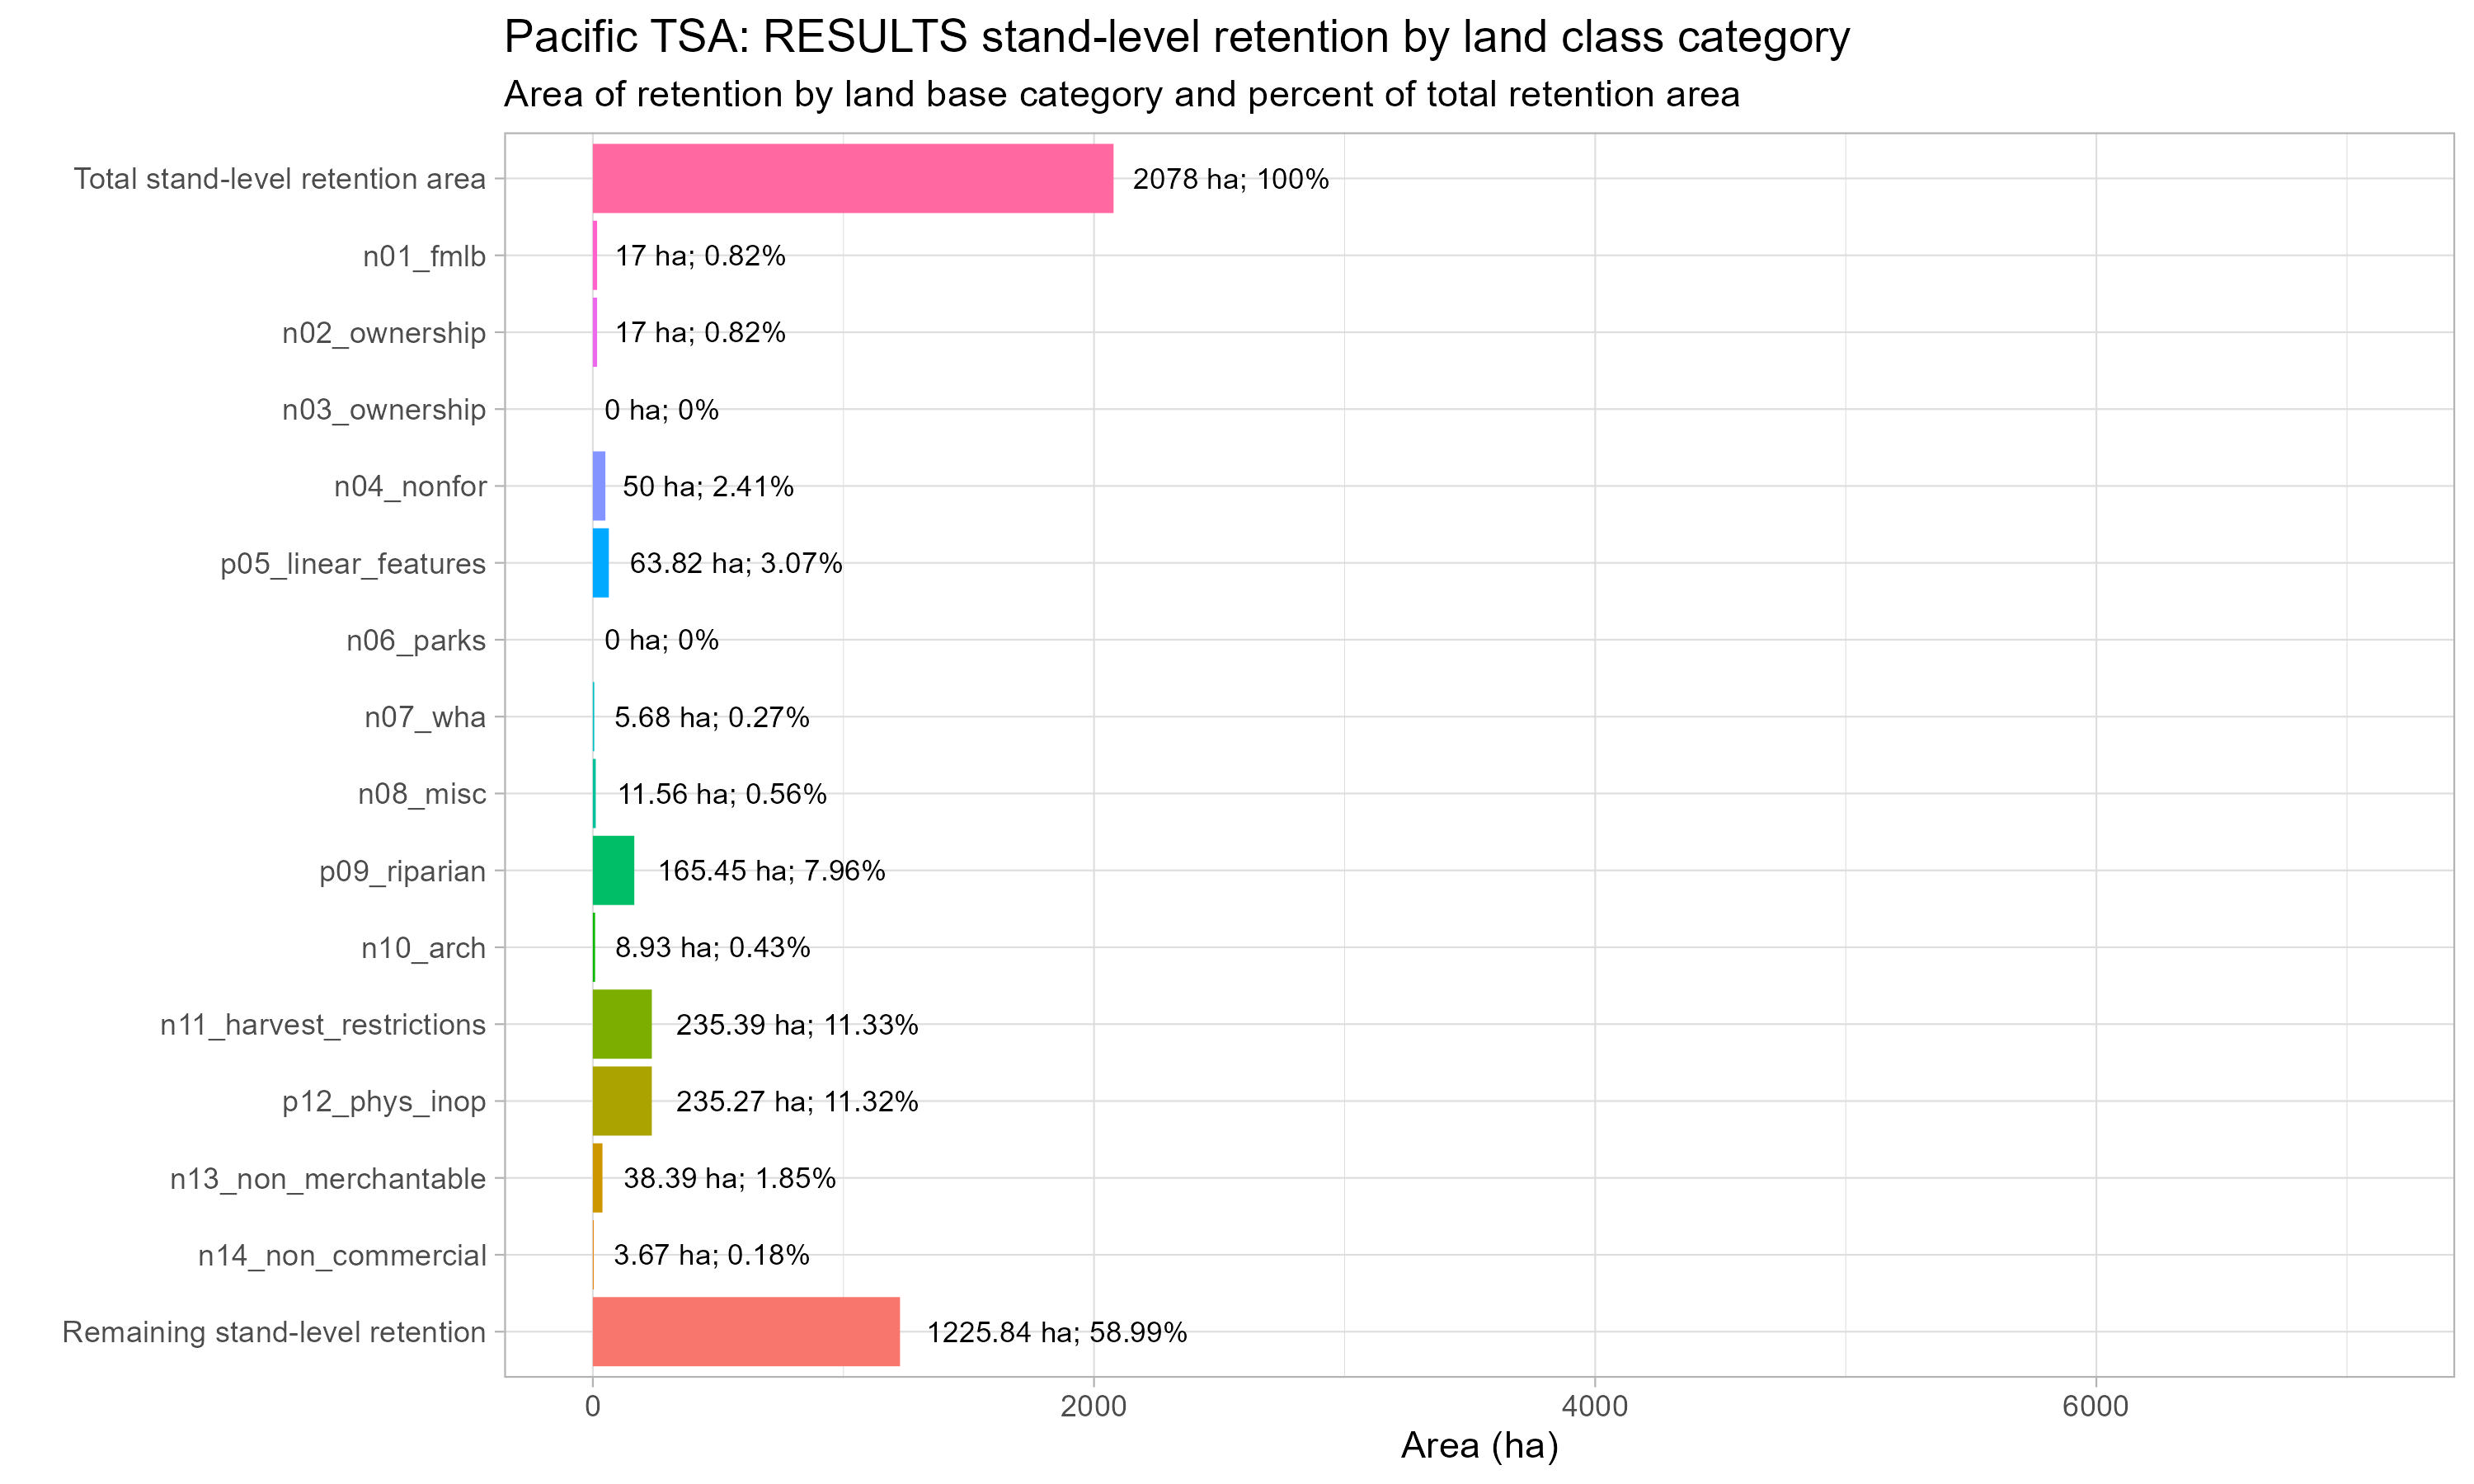 Pacific TSA: RESULTS stand-level retention by land class category
Area of retention by land base category and percent of total retention area
Total stand-level retention area 2078 ha; 100%
n01_fmlb 17 ha; 0.82%
n02_ownership 17 ha; 0.82%
n03_ownership 0 ha; 0%
n04_nonfor 50 ha; 2.41%
p05_linear_features 63.82 ha; 3.07%
n06_parks 0 ha; 0%
n07_wha 5.68 ha; 0.27%
n08_misc 11.56 ha; 0.56%
p09_riparian 165.45 ha; 7.96%
n10_arch 8.93 ha; 0.43%
n11_harvest_restrictions 235.39 ha; 11.33%
p12_phys_inop 235.27 ha; 11.32%
n13_non_merchantable 38.39 ha; 1.85%
n14_non_commercial 3.67 ha; 0.18%
Remaining stand-level retention 1225.84 ha; 58.99%
0 2000 4000 6000
Area (ha)